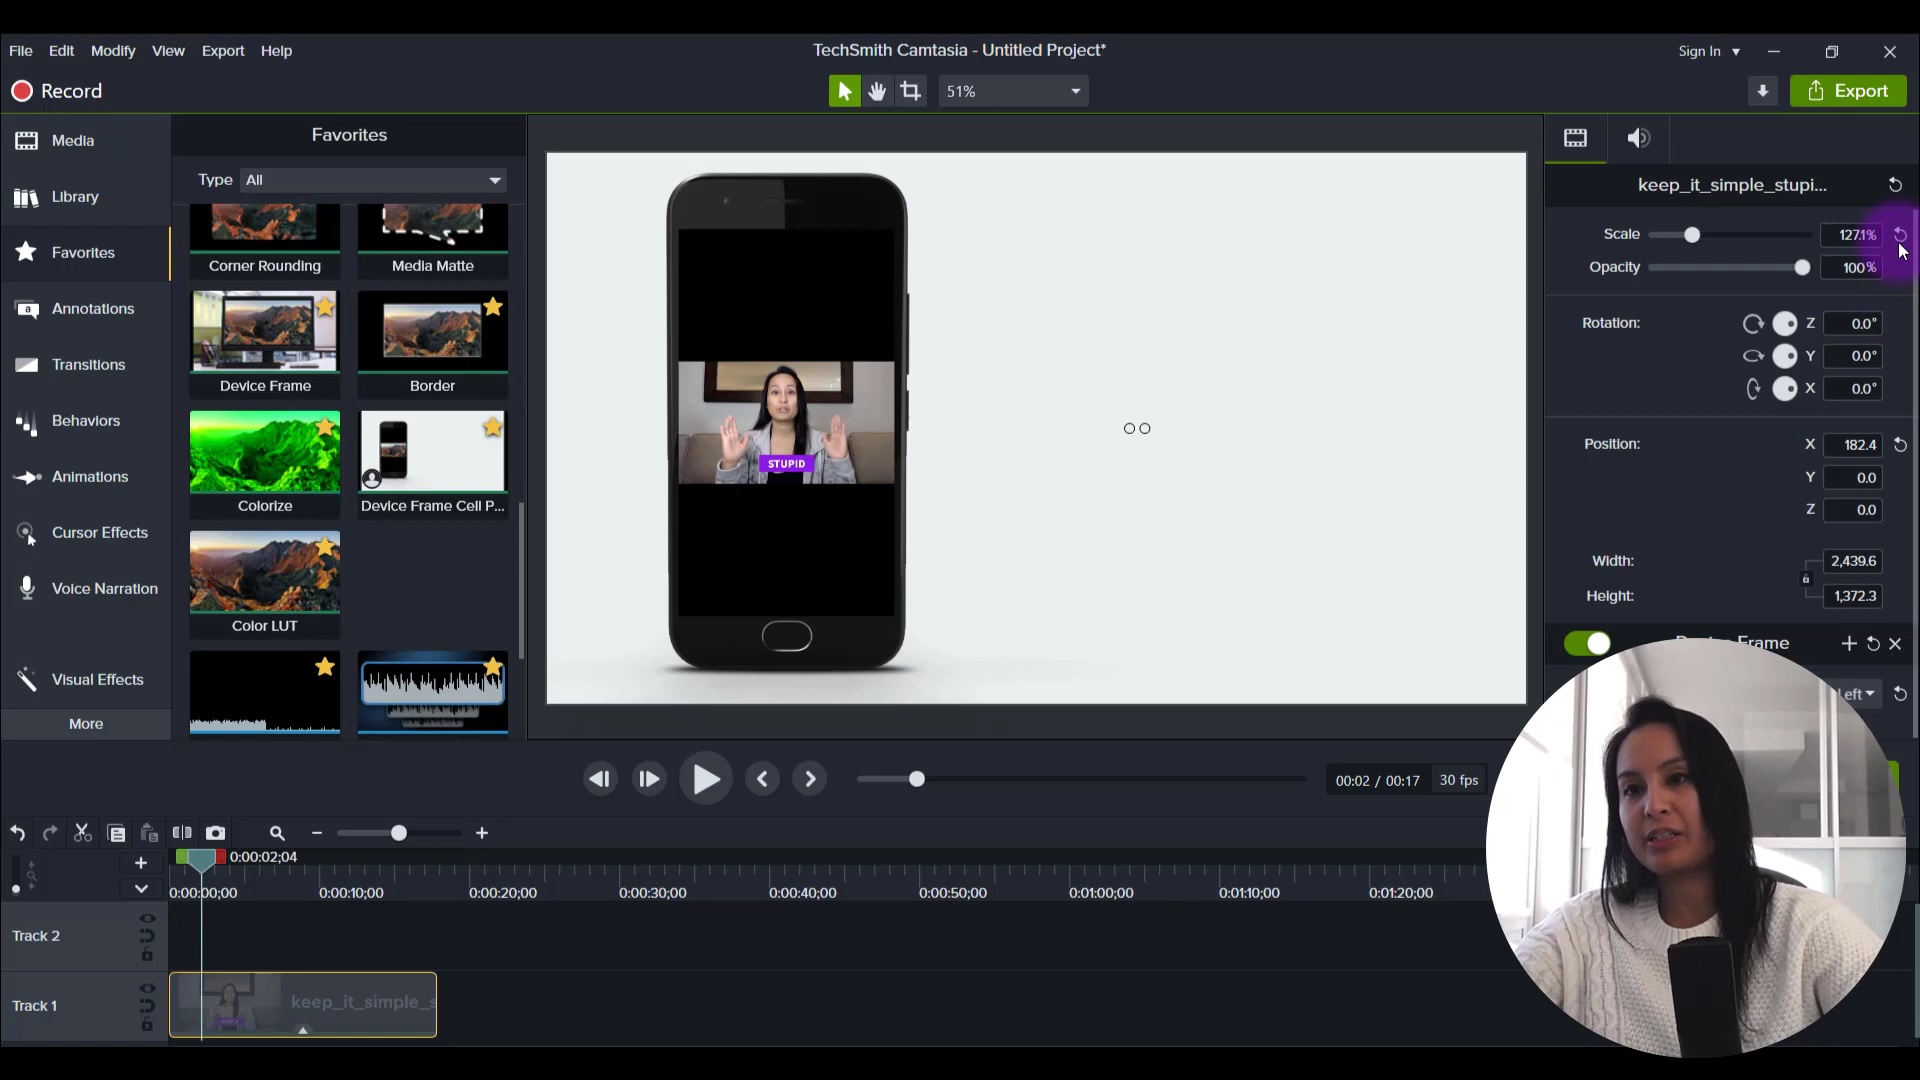 File Edit Modify View Export Help
TechSmith Camtasia - Untitled Project*
Sign In
Record
51%
Export
Media
Library
Favorites
Annotations
Transitions
Behaviors
Animations
Cursor Effects
Voice Narration
Visual Effects
More
Favorites
Type All
Corner Rounding Media Matte
Device Frame Border
Colorize Device Frame Cell P...
Color LUT
STUPID
keep_it_simple_stupi...
Scale 127.1%
Opacity 100%
Rotation: Z 0.0°
Y 0.0°
X 0.0°
Position: X 182.4
Y 0.0
Z 0.0
Width: 2,439.6
Height: 1,372.3
Frame
Left
00:02 / 00:17 30 fps
0:00:02;04
0:00:00;00 0:00:10;00 0:00:20;00 0:00:30;00 0:00:40;00 0:00:50;00 0:01:00;00 0:01:10;00 0:01:20;00
Track 2
Track 1
keep_it_simple_s